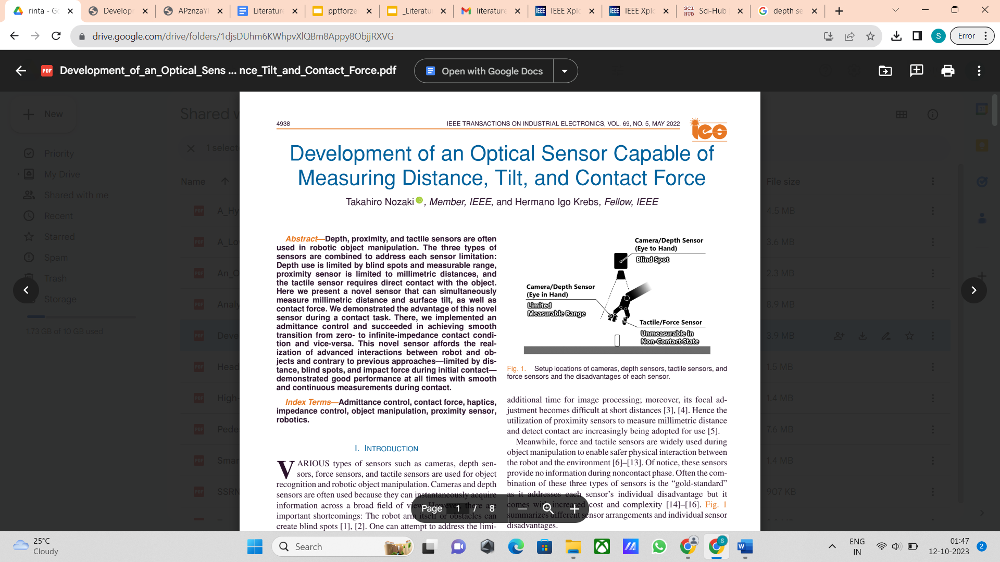 rinta - Go
Developm
APznzaY
Literature
pptforze
_Literatu
literature
IEEE Xplo
IEEE Xplo
Sci-Hub
depth se
drive.google.com/drive/folders/1djsDUhm6KWhpvXlQBm8Appy8ObjjRXVG
S
Error
PDF Development_of_an_Optical_Sens ... nce_Tilt_and_Contact_Force.pdf
Open with Google Docs
New
Shared w
1 selecte
Priority
My Drive
Shared with me
Recent
Starred
Spam
Trash
Storage
1.73 GB of 10 GB used
Name
File size
A_Hy
4.5 MB
A_Lo
3.6 MB
An_O
2.3 MB
Analy
8.9 MB
Deve
3.9 MB
Head
1.5 MB
High-
1.4 MB
Pede
7.6 MB
Smar
1.4 MB
SSRN
907 KB
4938
IEEE TRANSACTIONS ON INDUSTRIAL ELECTRONICS, VOL. 69, NO. 5, MAY 2022
ies
Development of an Optical Sensor Capable of
Measuring Distance, Tilt, and Contact Force
Takahiro Nozaki iD, Member, IEEE, and Hermano Igo Krebs, Fellow, IEEE
Abstract—Depth, proximity, and tactile sensors are often
used in robotic object manipulation. The three types of
sensors are combined to address each sensor limitation:
Depth use is limited by blind spots and measurable range,
proximity sensor is limited to millimetric distances, and
the tactile sensor requires direct contact with the object.
Here we present a novel sensor that can simultaneously
measure millimetric distance and surface tilt, as well as
contact force. We demonstrated the advantage of this novel
sensor during a contact task. There, we implemented an
admittance control and succeeded in achieving smooth
transition from zero- to infinite-impedance contact condi-
tion and vice-versa. This novel sensor affords the real-
ization of advanced interactions between robot and ob-
jects and contrary to previous approaches—limited by dis-
tance, blind spots, and impact force during initial contact—
demonstrated good performance at all times with smooth
and continuous measurements during contact.
Index Terms—Admittance control, contact force, haptics,
impedance control, object manipulation, proximity sensor,
robotics.
I. INTRODUCTION
VARIOUS types of sensors such as cameras, depth sen-
sors, force sensors, and tactile sensors are used for object
recognition and robotic object manipulation. Cameras and depth
sensors are often used because they can instantaneously acquire
information across a broad field of view. However, there are
important shortcomings: The robot arm itself or obstacles can
create blind spots [1], [2]. One can attempt to address the limi-
Camera/Depth Sensor
(Eye to Hand)
Blind Spot
Camera/Depth Sensor
(Eye in Hand)
Limited
Measurable Range
Tactile/Force Sensor
Unmeasurable in
Non-Contact State
Fig. 1. Setup locations of cameras, depth sensors, tactile sensors, and
force sensors and the disadvantages of each sensor.
additional time for image processing; moreover, its focal ad-
justment becomes difficult at short distances [3], [4]. Hence the
utilization of proximity sensors to measure millimetric distance
and detect contact are increasingly being adopted for use [5].
Meanwhile, force and tactile sensors are widely used during
object manipulation to enable safer physical interaction between
the robot and the environment [6]–[13]. Of notice, these sensors
provide no information during noncontact phase. Often the com-
bination of these three types of sensors is the “gold-standard”
as it addresses each sensor’s individual disadvantage but it
comes with increased cost and complexity [14]–[16]. Fig. 1
summarizes different sensor arrangements and individual sensor
disadvantages.
Page 1 / 8
25°C
Cloudy
Search
ENG
IN
01:47
12-10-2023
2